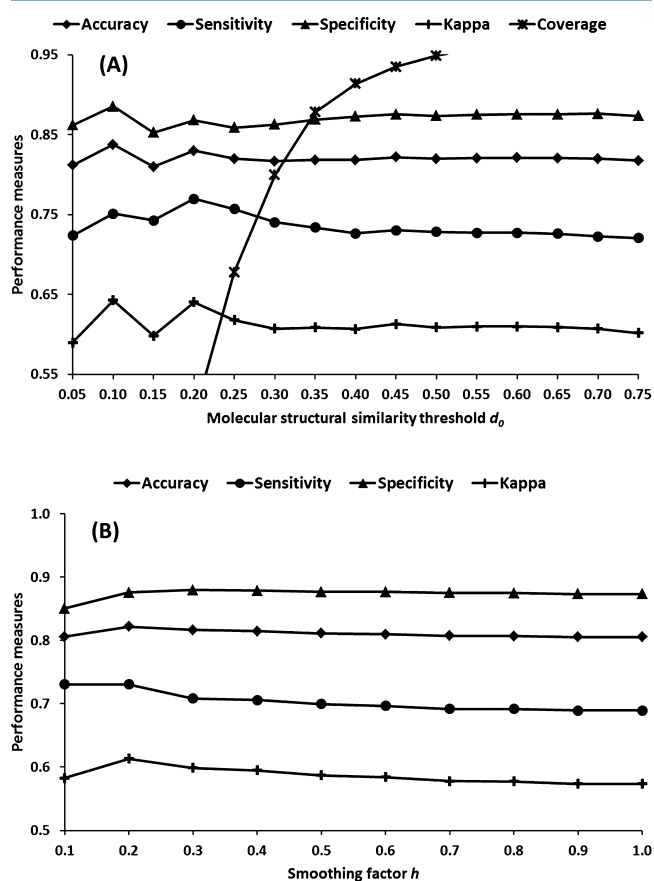 Accuracy Sensitivity Specificity Kappa Coverage
0.95
(A)
0.85
0.75
0.65
0.55
Performance measures
0.05 0.10 0.15 0.20 0.25 0.30 0.35 0.40 0.45 0.50 0.55 0.60 0.65 0.70 0.75
Molecular structural similarity threshold d0
Accuracy Sensitivity Specificity Kappa
1.0
(B)
0.9
0.8
0.7
0.6
0.5
Performance measures
0.1 0.2 0.3 0.4 0.5 0.6 0.7 0.8 0.9 1.0
Smoothing factor h